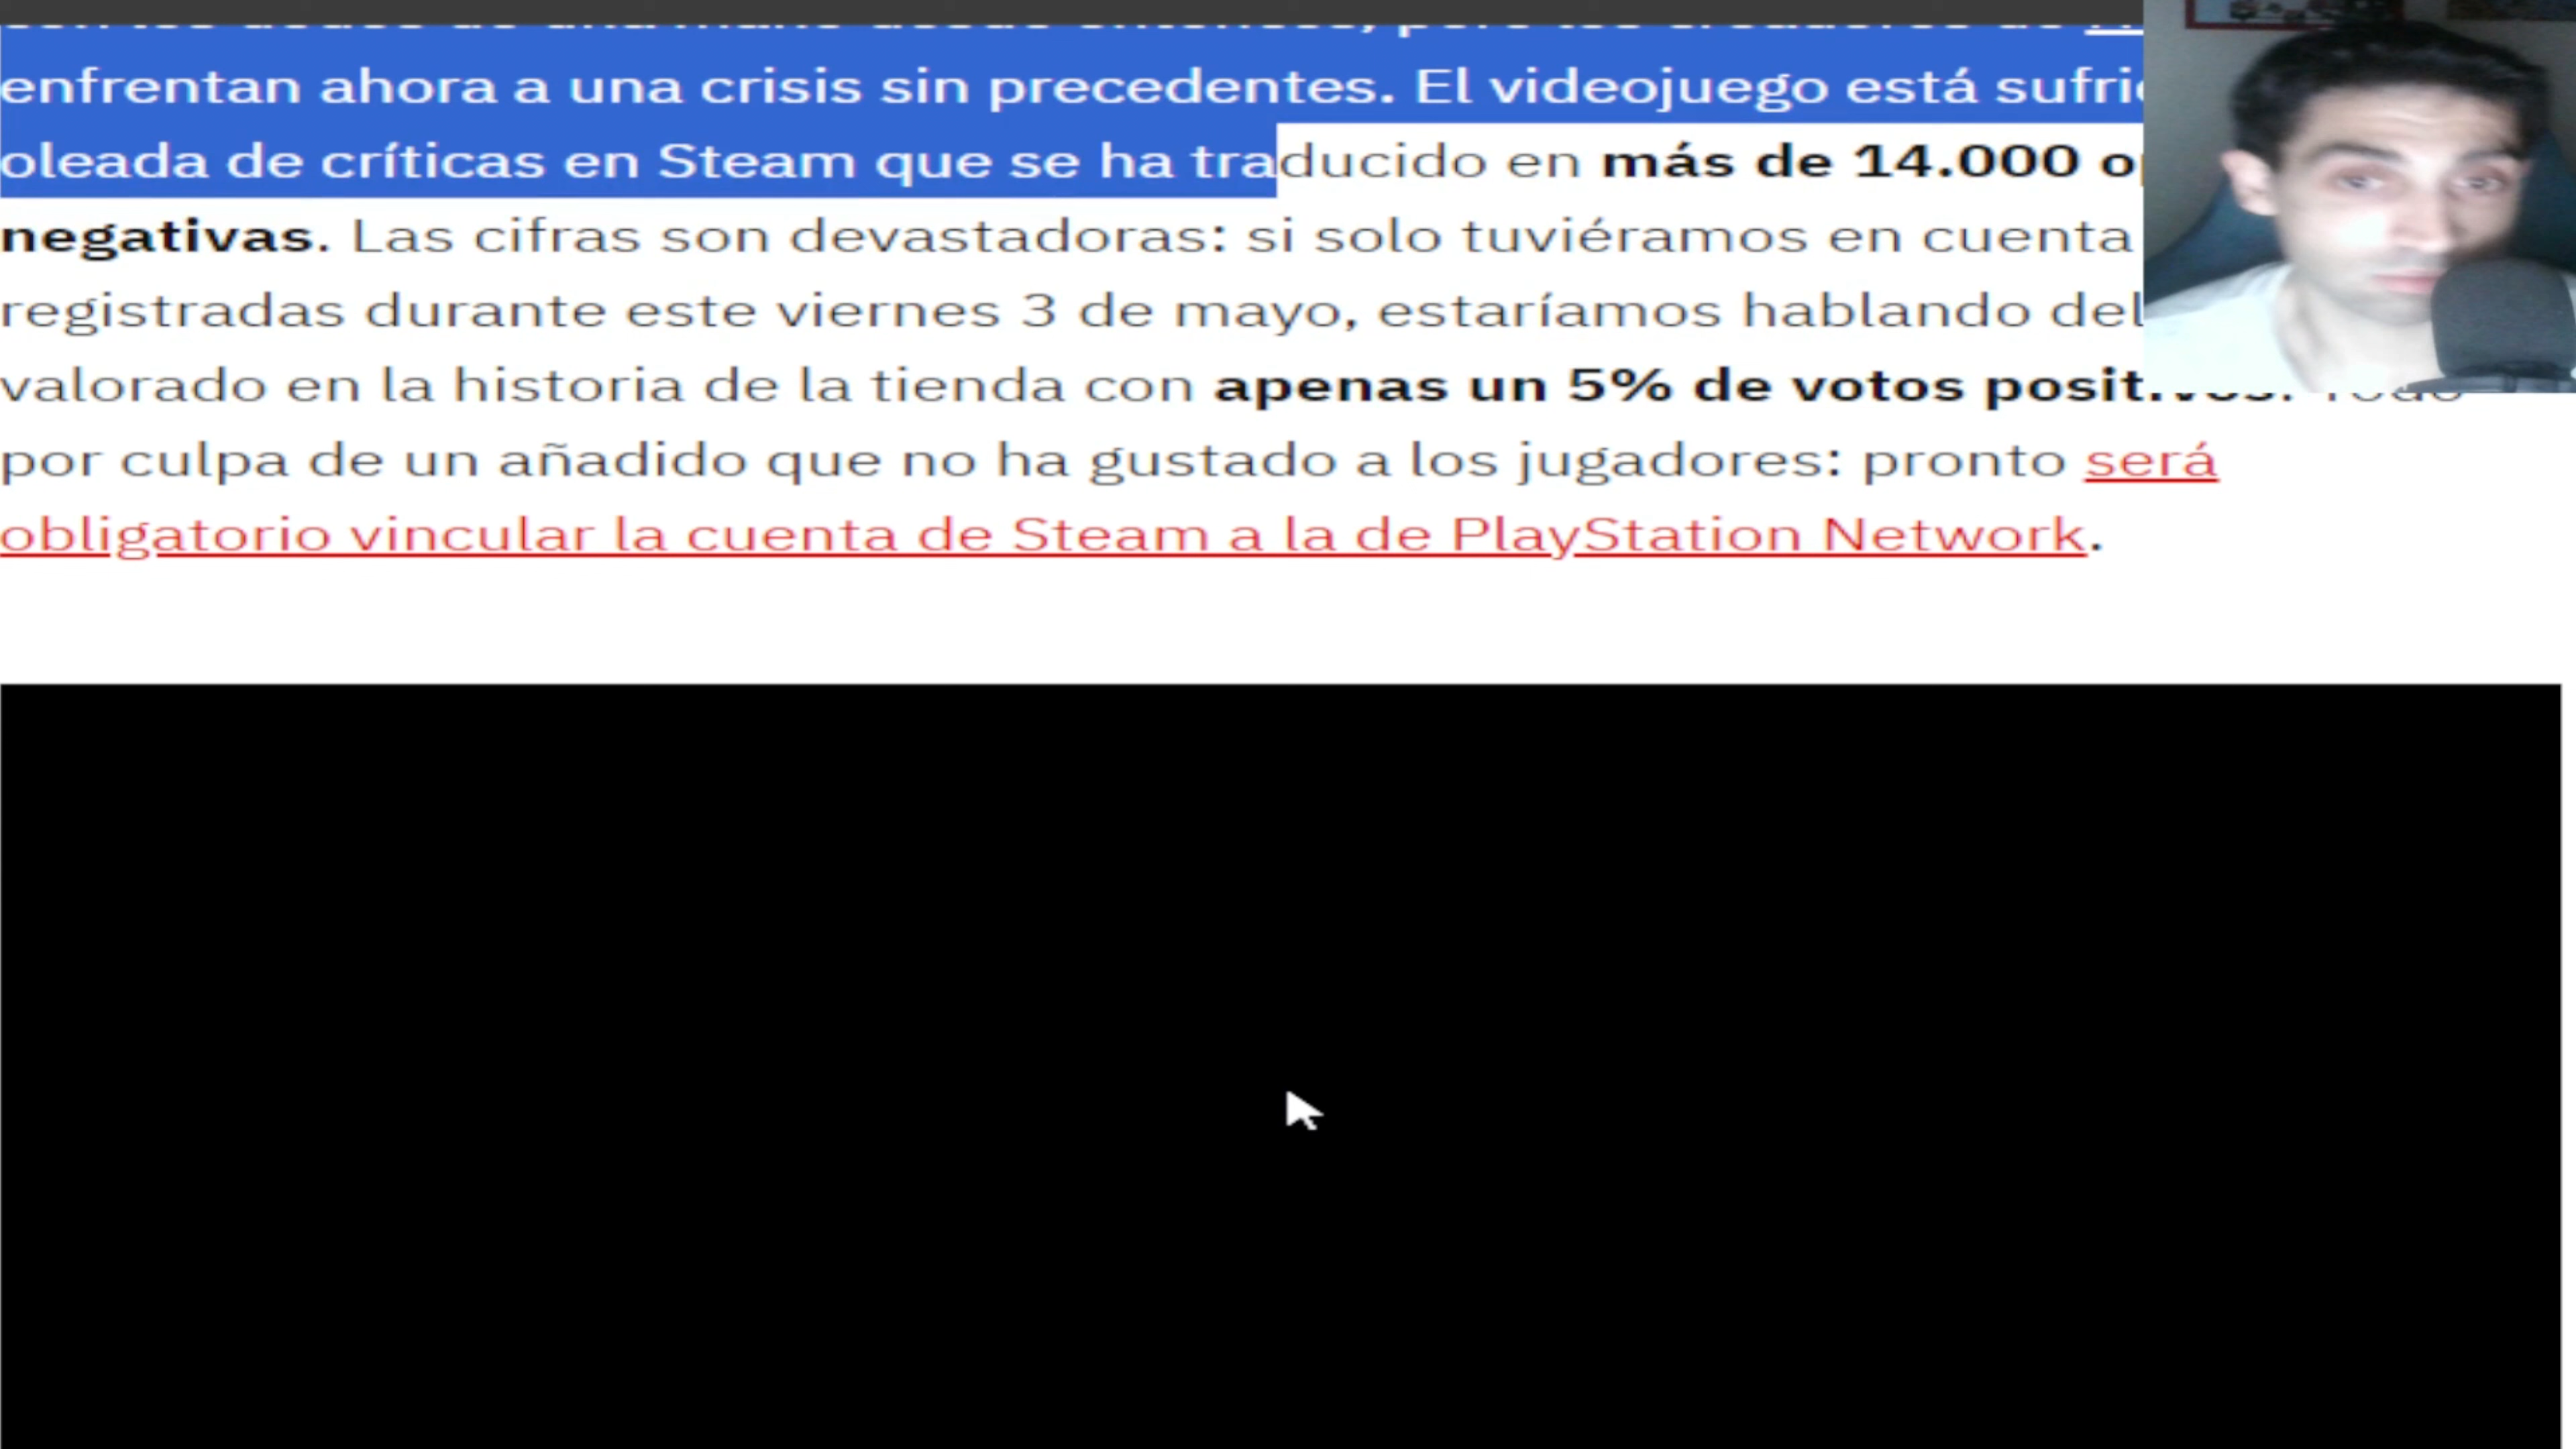 enfrentan ahora a una crisis sin precedentes. El videojuego está
oleada de críticas en Steam que se ha traducido en más de 14.000
negativas. Las cifras son devastadoras: si solo tuviéramos en cuenta
registradas durante este viernes 3 de mayo, estaríamos hablando del
valorado en la historia de la tienda con apenas un 5% de votos positivos. Todo
por culpa de un añadido que no ha gustado a los jugadores: pronto será
obligatorio vincular la cuenta de Steam a la de PlayStation Network.